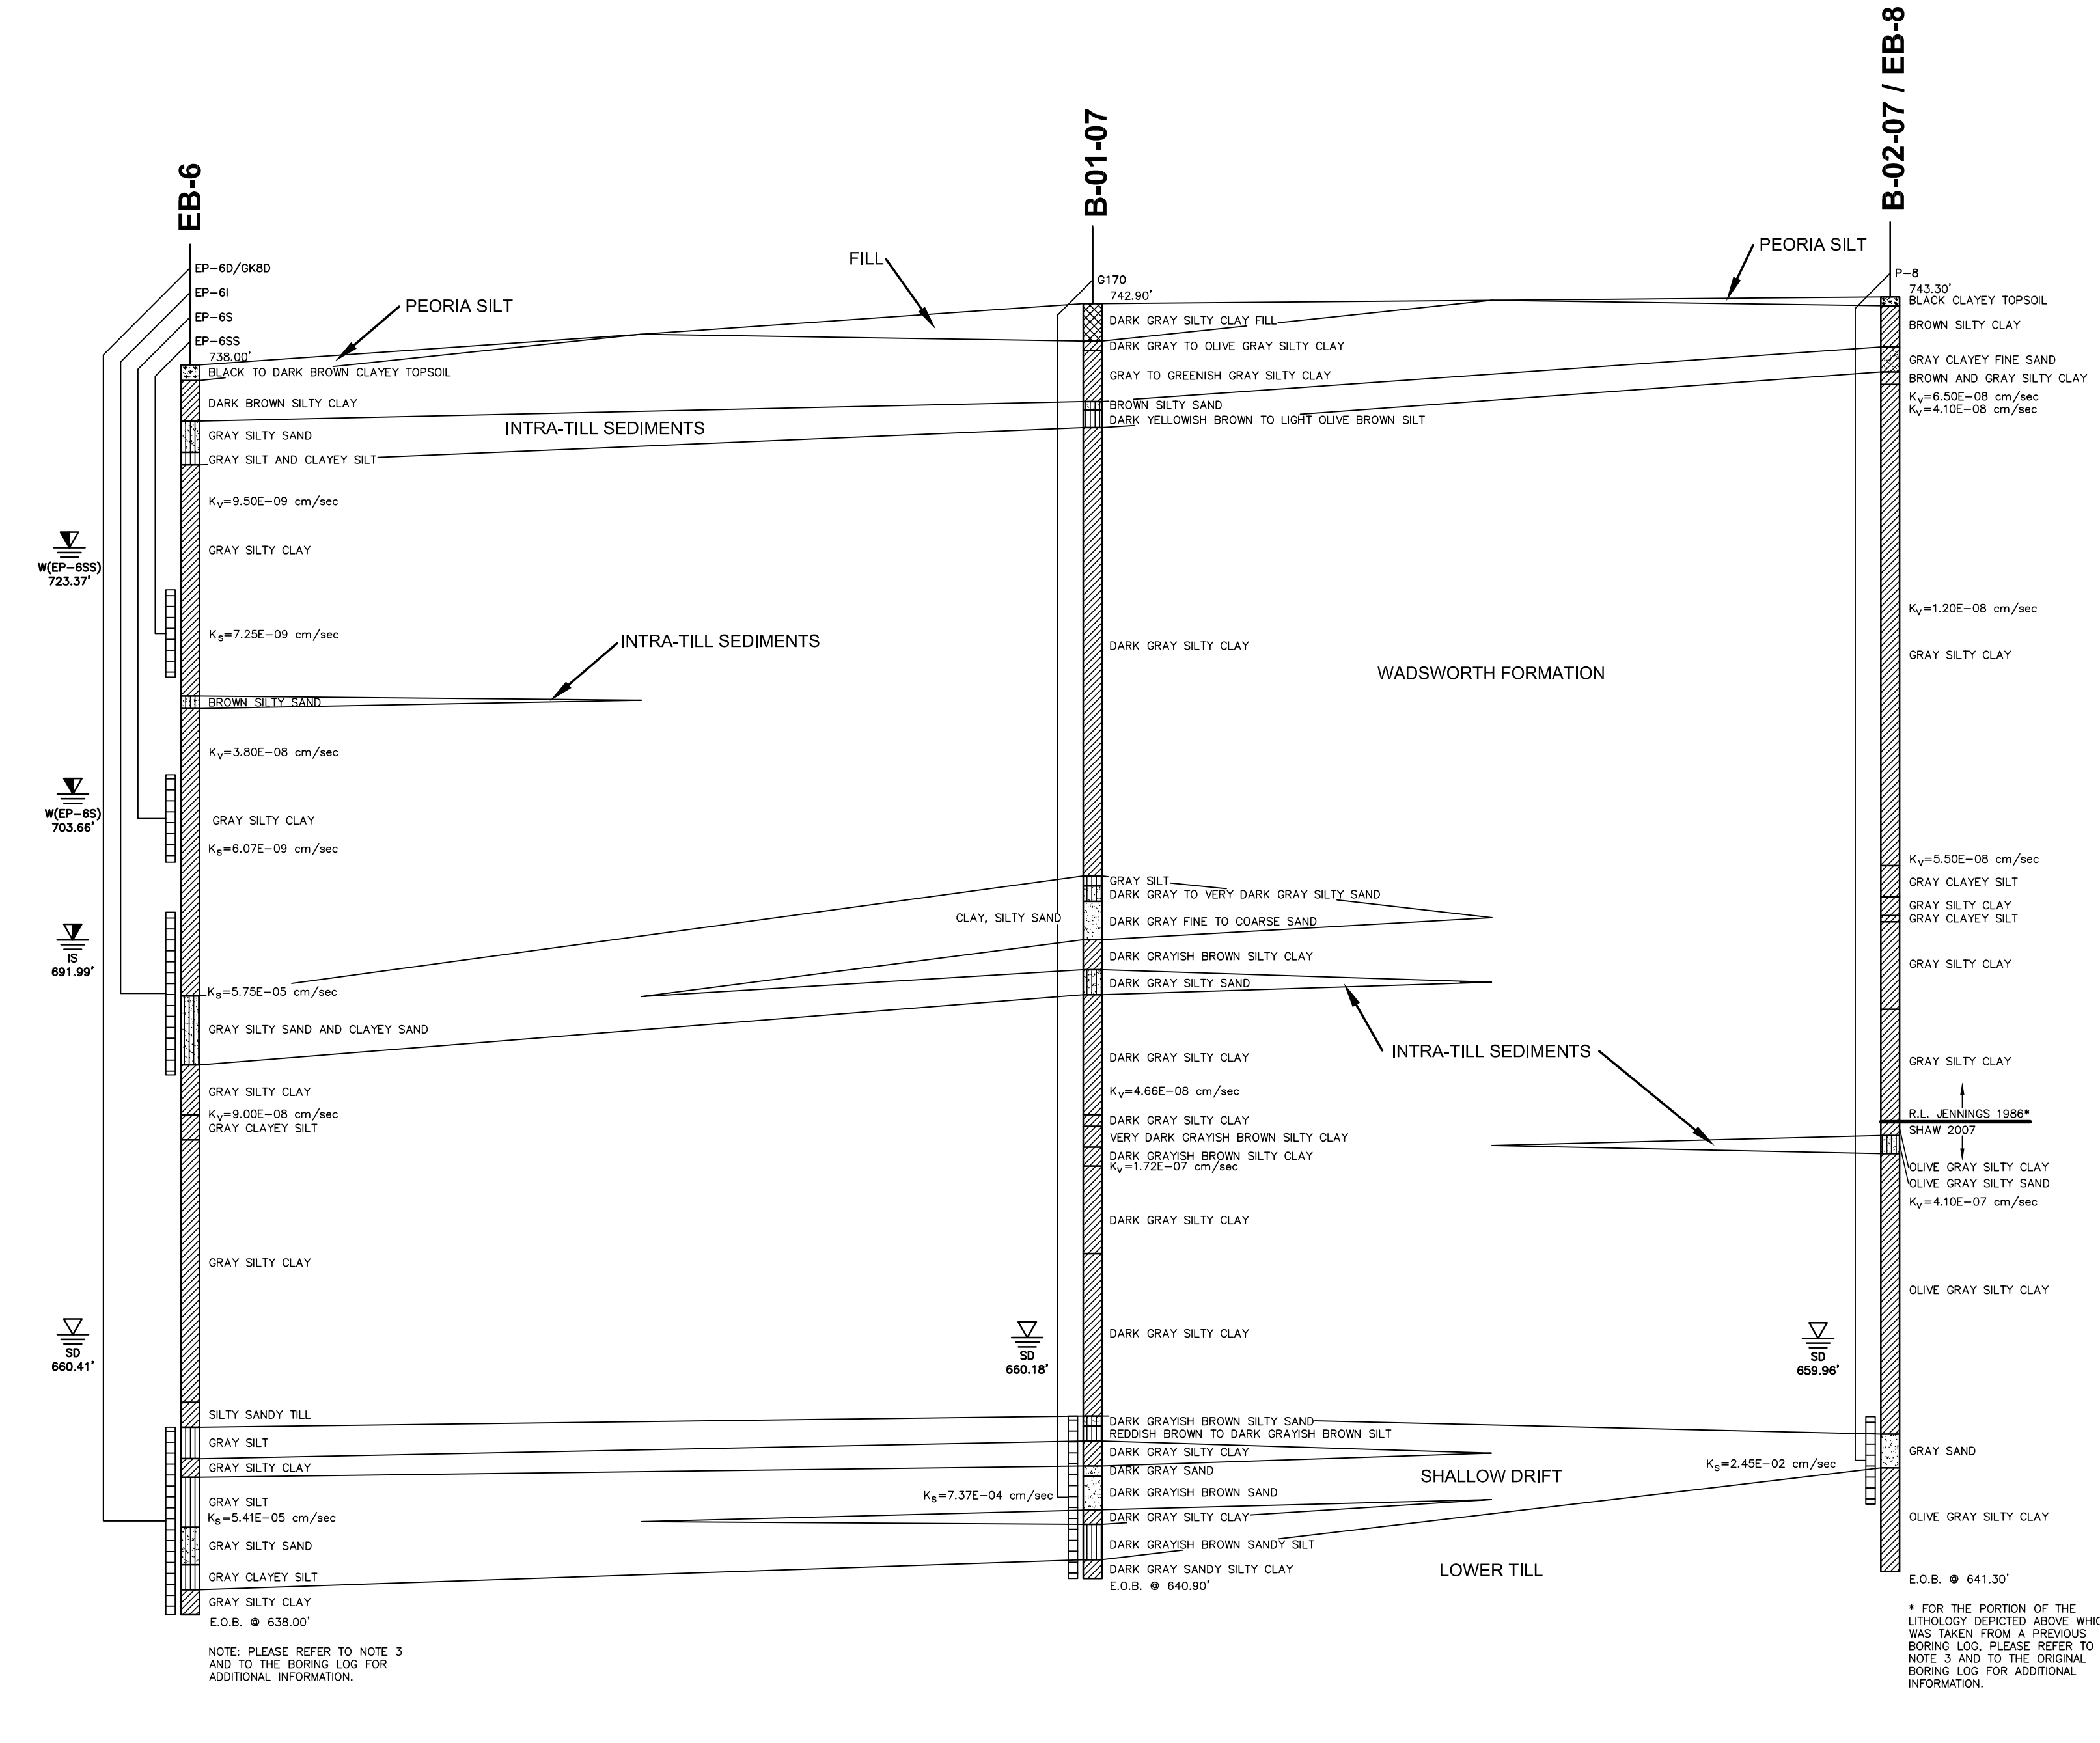 EB-6
B-01-07
B-02-07 / EB-8
EP-6D/GK8D
EP-6I
EP-6S
EP-6SS
738.00'
PEORIA SILT
BLACK TO DARK BROWN CLAYEY TOPSOIL
DARK BROWN SILTY CLAY
GRAY SILTY SAND
INTRA-TILL SEDIMENTS
GRAY SILT AND CLAYEY SILT
Kv=9.50E-09 cm/sec
GRAY SILTY CLAY
W(EP-6SS)
723.37'
Ks=7.25E-09 cm/sec
INTRA-TILL SEDIMENTS
BROWN SILTY SAND
Kv=3.80E-08 cm/sec
W(EP-6S)
703.66'
GRAY SILTY CLAY
Ks=6.07E-09 cm/sec
IS
691.99'
Ks=5.75E-05 cm/sec
GRAY SILTY SAND AND CLAYEY SAND
GRAY SILTY CLAY
Kv=9.00E-08 cm/sec
GRAY CLAYEY SILT
GRAY SILTY CLAY
SD
660.41'
SILTY SANDY TILL
GRAY SILT
GRAY SILTY CLAY
GRAY SILT
Ks=5.41E-05 cm/sec
GRAY SILTY SAND
GRAY CLAYEY SILT
GRAY SILTY CLAY
E.O.B. @ 638.00'
NOTE: PLEASE REFER TO NOTE 3
AND TO THE BORING LOG FOR
ADDITIONAL INFORMATION.
FILL
G170
742.90'
DARK GRAY SILTY CLAY FILL
DARK GRAY TO OLIVE GRAY SILTY CLAY
GRAY TO GREENISH GRAY SILTY CLAY
BROWN SILTY SAND
DARK YELLOWISH BROWN TO LIGHT OLIVE BROWN SILT
DARK GRAY SILTY CLAY
WADSWORTH FORMATION
GRAY SILT
DARK GRAY TO VERY DARK GRAY SILTY SAND
CLAY, SILTY SAND
DARK GRAY FINE TO COARSE SAND
DARK GRAYISH BROWN SILTY CLAY
DARK GRAY SILTY SAND
INTRA-TILL SEDIMENTS
DARK GRAY SILTY CLAY
Kv=4.66E-08 cm/sec
DARK GRAY SILTY CLAY
VERY DARK GRAYISH BROWN SILTY CLAY
DARK GRAYISH BROWN SILTY CLAY
Kv=1.72E-07 cm/sec
DARK GRAY SILTY CLAY
DARK GRAY SILTY CLAY
SD
660.18'
DARK GRAYISH BROWN SILTY SAND
REDDISH BROWN TO DARK GRAYISH BROWN SILT
DARK GRAY SILTY CLAY
DARK GRAY SAND
SHALLOW DRIFT
Ks=7.37E-04 cm/sec
DARK GRAYISH BROWN SAND
DARK GRAY SILTY CLAY
DARK GRAYISH BROWN SANDY SILT
DARK GRAY SANDY SILTY CLAY
LOWER TILL
E.O.B. @ 640.90'
PEORIA SILT
P-8
743.30'
BLACK CLAYEY TOPSOIL
BROWN SILTY CLAY
GRAY CLAYEY FINE SAND
BROWN AND GRAY SILTY CLAY
Kv=6.50E-08 cm/sec
Kv=4.10E-08 cm/sec
Kv=1.20E-08 cm/sec
GRAY SILTY CLAY
Kv=5.50E-08 cm/sec
GRAY CLAYEY SILT
GRAY SILTY CLAY
GRAY CLAYEY SILT
GRAY SILTY CLAY
GRAY SILTY CLAY
R.L. JENNINGS 1986*
SHAW 2007
OLIVE GRAY SILTY CLAY
OLIVE GRAY SILTY SAND
Kv=4.10E-07 cm/sec
OLIVE GRAY SILTY CLAY
SD
659.96'
GRAY SAND
Ks=2.45E-02 cm/sec
OLIVE GRAY SILTY CLAY
E.O.B. @ 641.30'
* FOR THE PORTION OF THE
LITHOLOGY DEPICTED ABOVE
WAS TAKEN FROM A PREVIOUS
BORING LOG, PLEASE REFER TO
NOTE 3 AND TO THE ORIGINAL
BORING LOG FOR ADDITIONAL
INFORMATION.